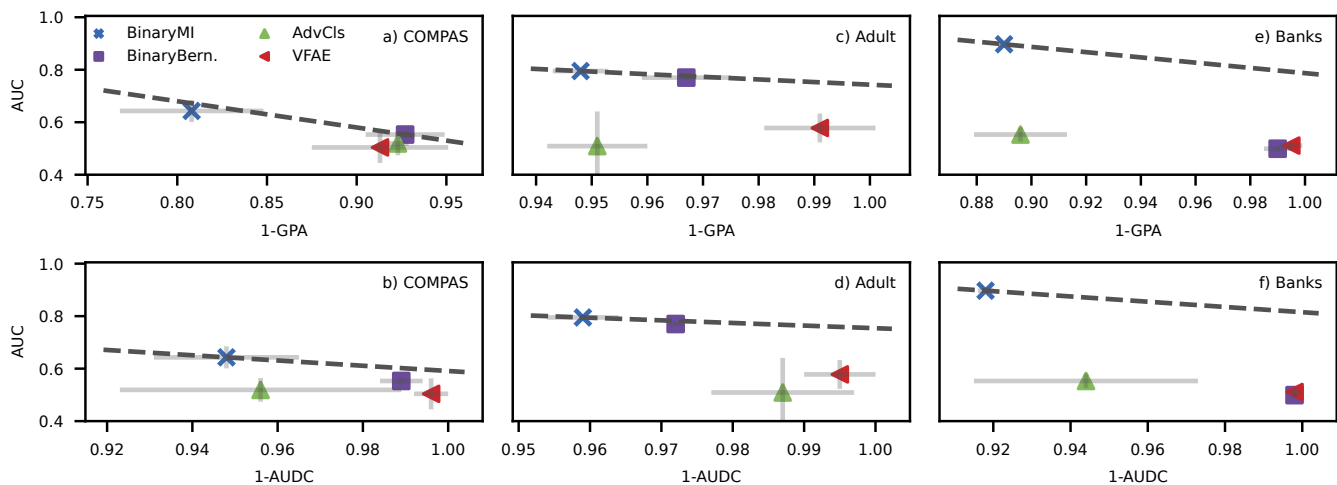 1.0
0.8
0.6
0.4
AUC
BinaryMI
BinaryBern.
AdvCls
VFAE
a) COMPAS
0.75 0.80 0.85 0.90 0.95
1-GPA
c) Adult
0.94 0.95 0.96 0.97 0.98 0.99 1.00
1-GPA
e) Banks
0.88 0.90 0.92 0.94 0.96 0.98 1.00
1-GPA
1.0
0.8
0.6
0.4
AUC
b) COMPAS
0.92 0.94 0.96 0.98 1.00
1-AUDC
d) Adult
0.95 0.96 0.97 0.98 0.99 1.00
1-AUDC
f) Banks
0.92 0.94 0.96 0.98 1.00
1-AUDC